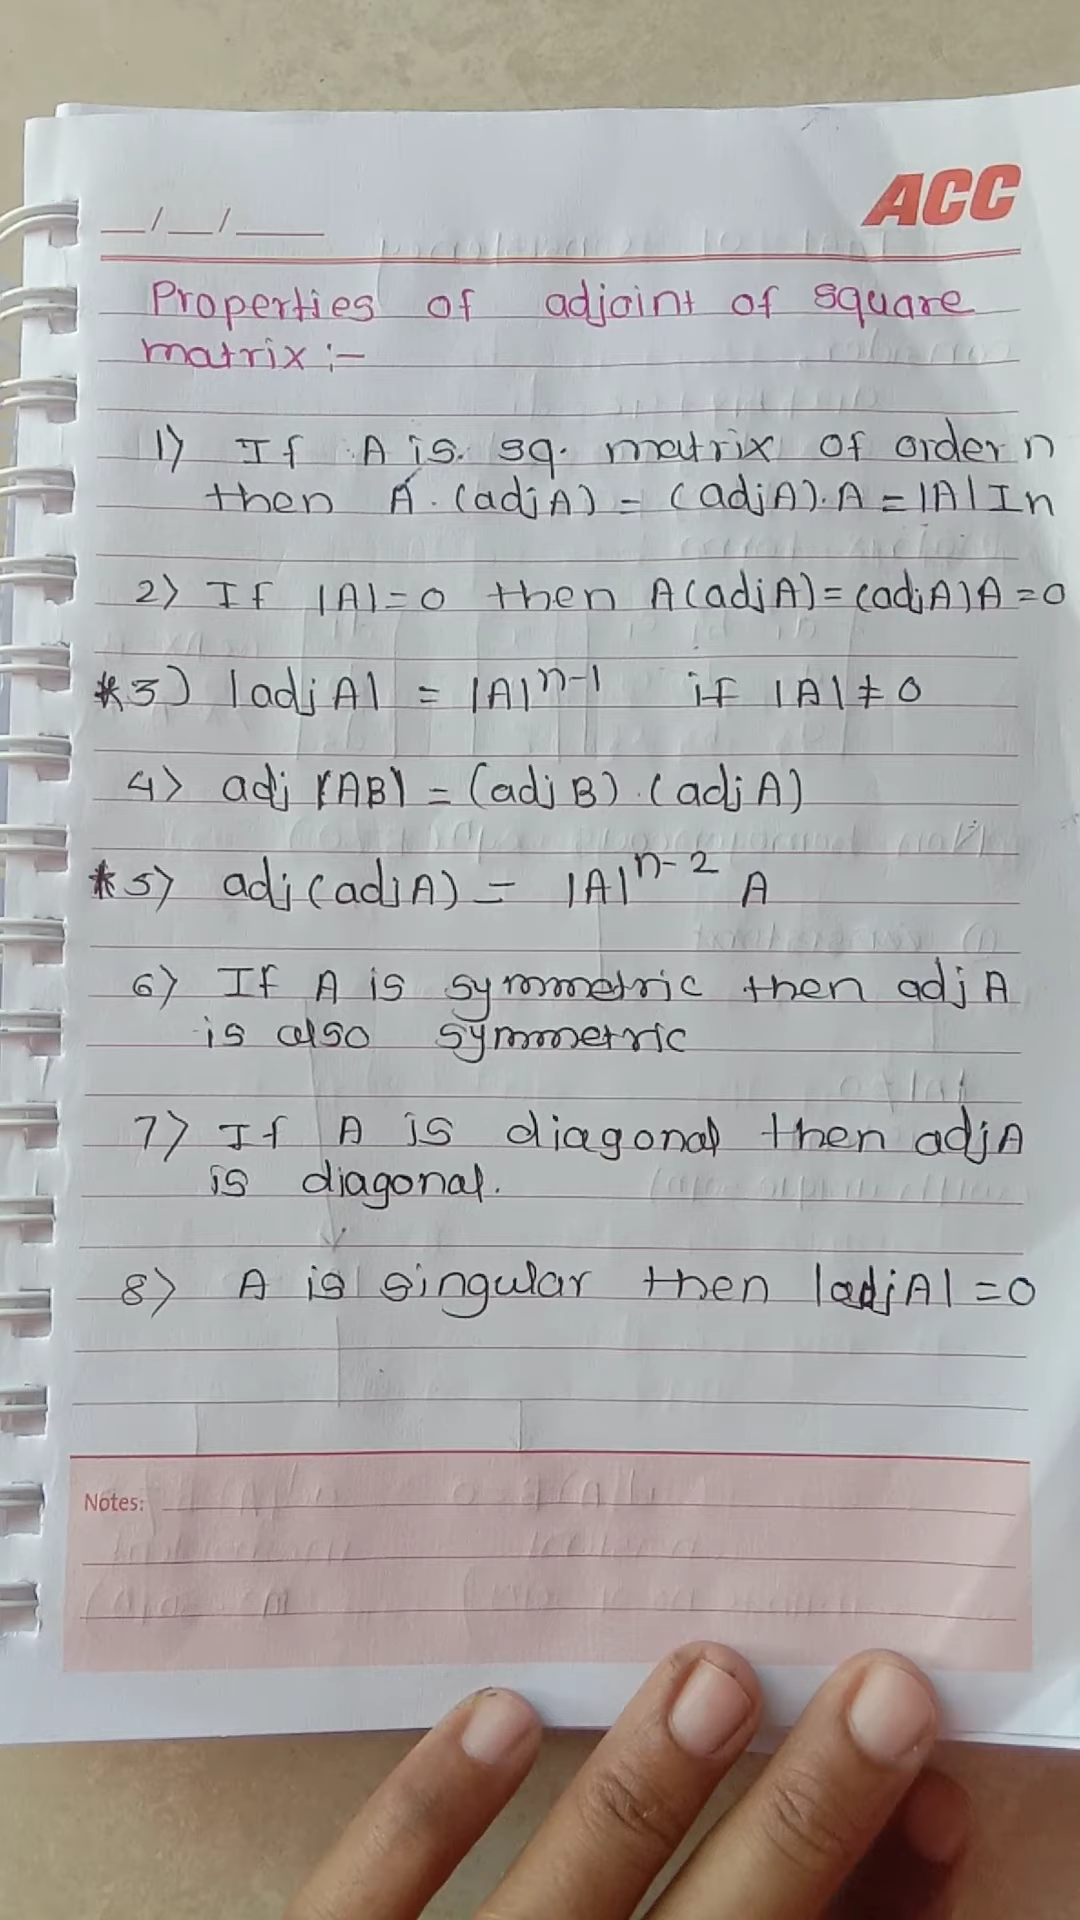 ACC
__/__/____
Properties of adjoint of square
matrix :-
1) If A is sq. matrix of order n
then A . (adj A) = (adj A). A = |A| In
2) If |A| = 0 then A(adj A) = (adj A) A = 0
*3) |adj A| = |A|ⁿ⁻¹ if |A| ≠ 0
4) adj (AB) = (adj B) . (adj A)
*5) adj (adj A) = |A|ⁿ⁻² A
6) If A is symmetric then adj A
is also symmetric
7) If A is diagonal then adj A
is diagonal.
8) A is singular then |adj A| = 0
Notes: